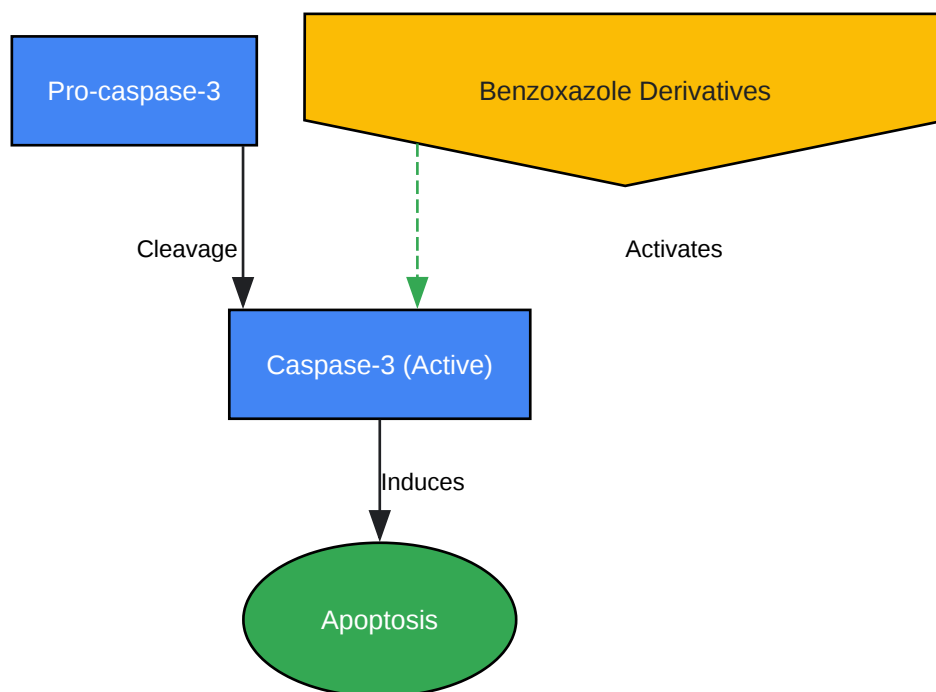 Pro-caspase-3
Benzoxazole Derivatives
Cleavage
Activates
Caspase-3 (Active)
Induces
Apoptosis